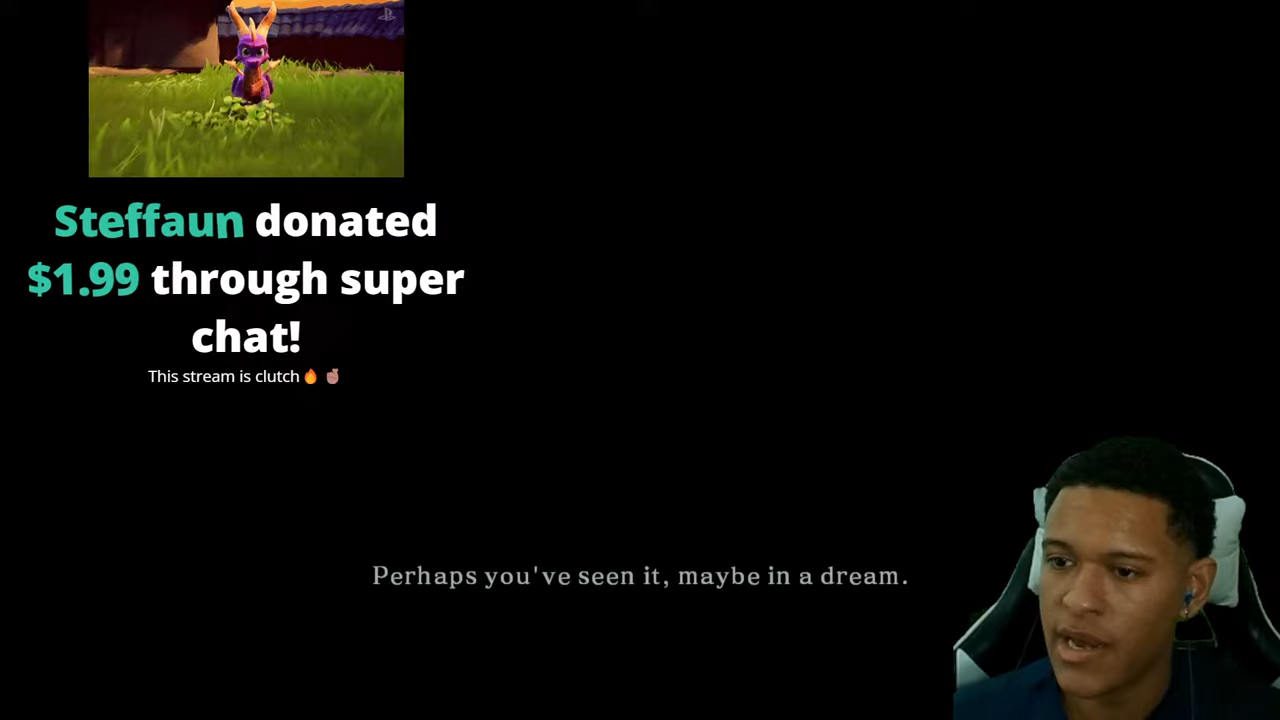 Steffaun donated
$1.99 through super
chat!
This stream is clutch🔥🤞🏽
Perhaps you've seen it, maybe in a dream.